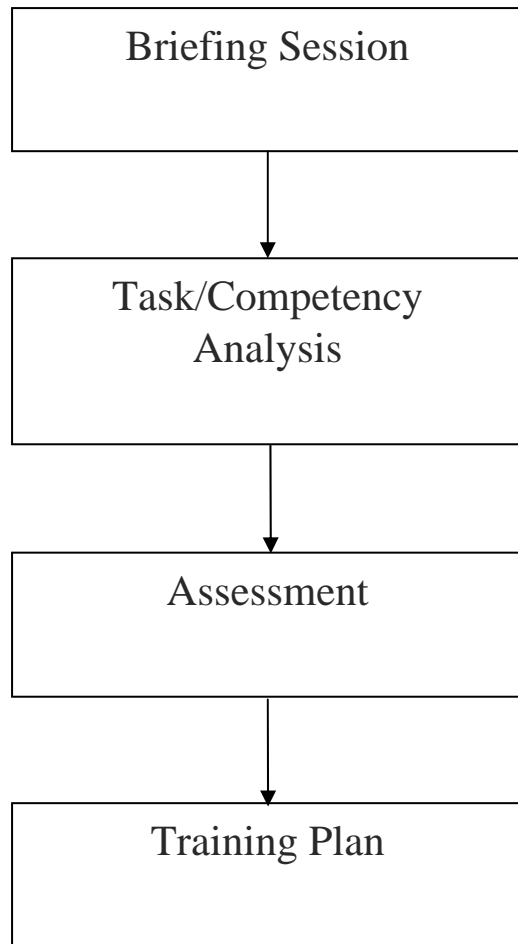 Briefing Session
Task/Competency
Analysis
Assessment
Training Plan